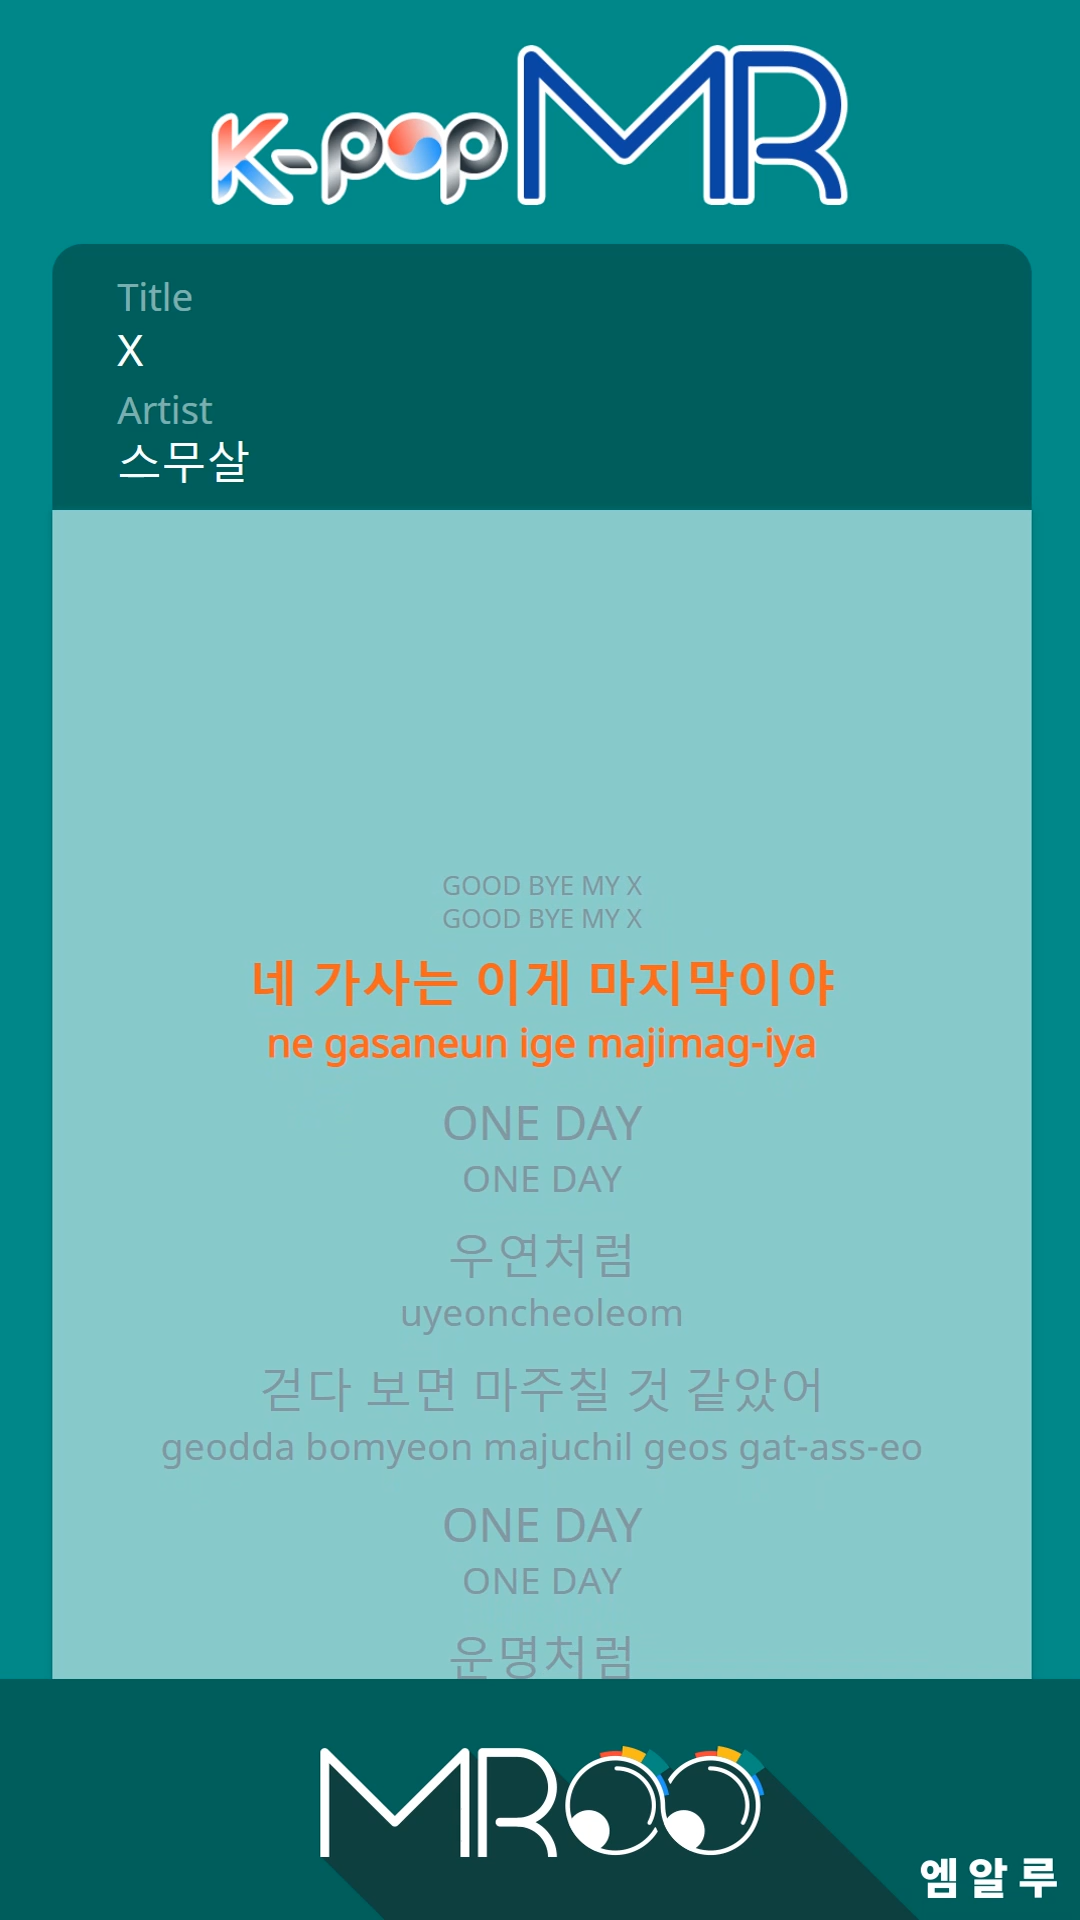 K-pop MR
Title
X
Artist
스무살
GOOD BYE MY X
GOOD BYE MY X
네 가사는 이게 마지막이야
ne gasaneun ige majimag-iya
ONE DAY
ONE DAY
우연처럼
uyeoncheoleom
걷다 보면 마주칠 것 같았어
geodda bomyeon majuchil geos gat-ass-eo
ONE DAY
ONE DAY
운명처럼
MROO
엠알루